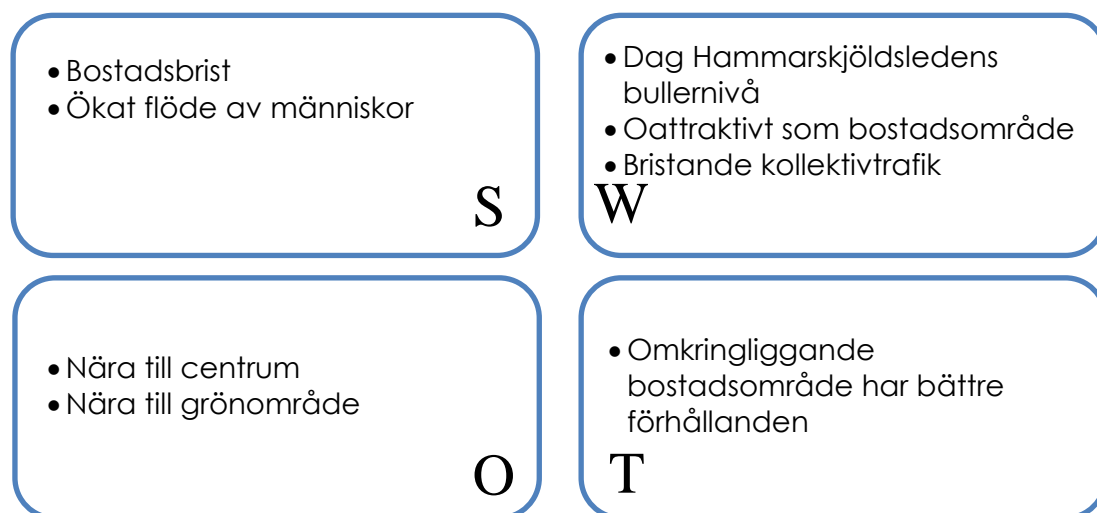 • Bostadsbrist
• Ökat flöde av människor
S
• Dag Hammarskjöldsledens
bullernivå
• Oattraktivt som bostadsområde
• Bristande kollektivtrafik
W
• Nära till centrum
• Nära till grönområde
O
• Omkringliggande
bostadsområde har bättre
förhållanden
T